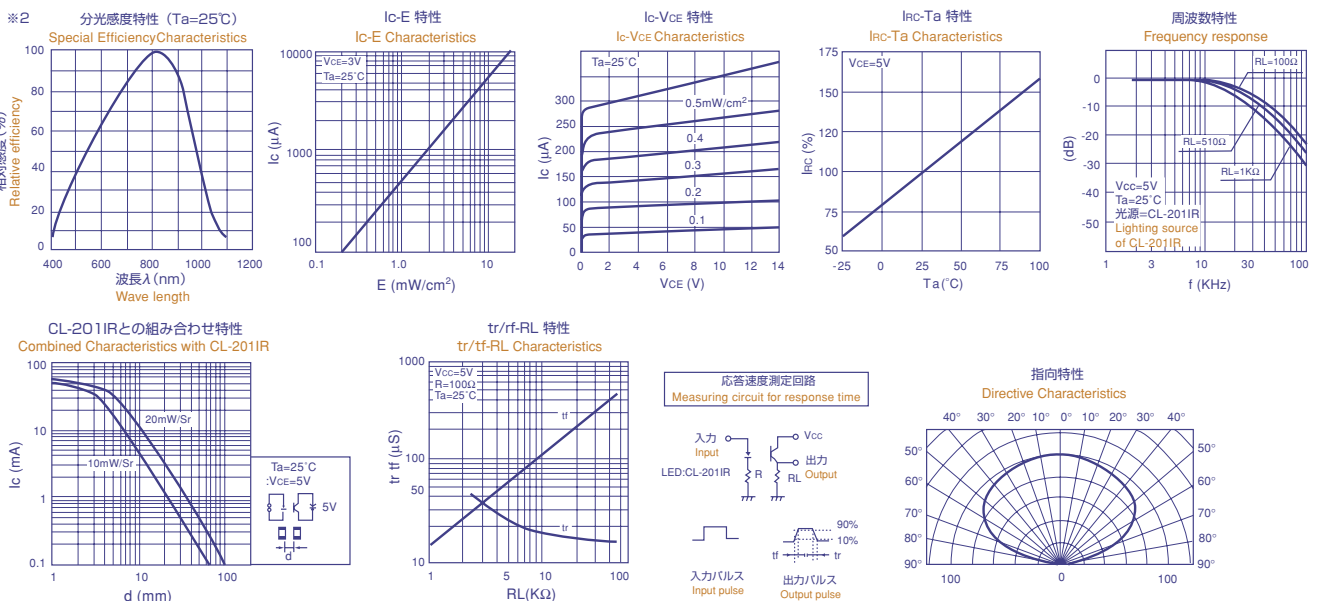 ※2
分光感度特性（Ta=25℃）
Special EfficiencyCharacteristics
100
80
60
40
20
0
相対感度 (%)
Relative efficiency
400 600 800 1000 1200
波長λ(nm)
Wave length
Ic-E 特性
Ic-E Characteristics
VCE=3V
Ta=25℃
10000
1000
100
Ic (μA)
0.1 1.0 10
E (mW/cm²)
Ic-VCE 特性
Ic-VCE Characteristics
Ta=25℃
300
250
200
150
100
50
0
Ic (μA)
0.5mW/cm²
0.4
0.3
0.2
0.1
0 2 4 6 8 10 12 14
VCE (V)
IRC-Ta 特性
IRC-Ta Characteristics
VCE=5V
175
150
125
100
75
50
IRC (%)
-25 0 25 50 75 100
Ta(℃)
周波数特性
Frequency response
RL=100Ω
RL=510Ω
RL=1KΩ
0
-10
-20
-30
-40
-50
(dB)
Vcc=5V
Ta=25℃
光源=CL-201IR
Lighting source
of CL-201IR
1 3 10 30 100
f (KHz)
CL-201IRとの組み合わせ特性
Combined Characteristics with CL-201IR
100
10
1
0.1
Ic (mA)
20mW/Sr
10mW/Sr
1 10 100
d (mm)
Ta=25℃
:VCE=5V
5V
d
tr/rf-RL 特性
tr/tf-RL Characteristics
Vcc=5V
R=100Ω
Ta=25℃
1000
100
50
10
tr tf (μS)
tf
tr
1 5 10 50 100
RL(KΩ)
応答速度測定回路
Measuring circuit for response time
入力
Input
LED:CL-201IR
R
RL
Vcc
出力
Output
90%
10%
tf
tr
入力パルス
Input pulse
出力パルス
Output pulse
指向特性
Directive Characteristics
40° 30° 20° 10° 0° 10° 20° 30° 40°
50° 50°
60° 60°
70° 70°
80° 80°
90° 90°
100 0 100